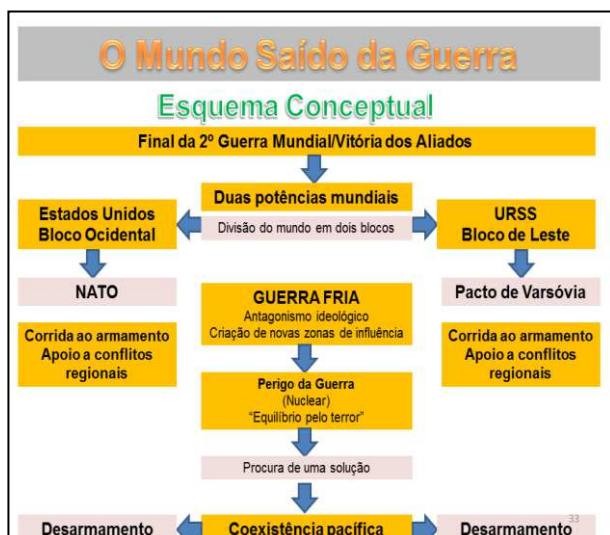 O Mundo Saído da Guerra
Esquema Conceptual
Final da 2º Guerra Mundial/Vitória dos Aliados
Duas potências mundiais
Divisão do mundo em dois blocos
Estados Unidos
Bloco Ocidental
URSS
Bloco de Leste
NATO
Pacto de Varsóvia
GUERRA FRIA
Antagonismo ideológico
Criação de novas zonas de influência
Corrida ao armamento
Apoio a conflitos
regionais
Corrida ao armamento
Apoio a conflitos
regionais
Perigo da Guerra
(Nuclear)
“Equilíbrio pelo terror”
Procura de uma solução
Desarmamento
Coexistência pacífica
Desarmamento
33